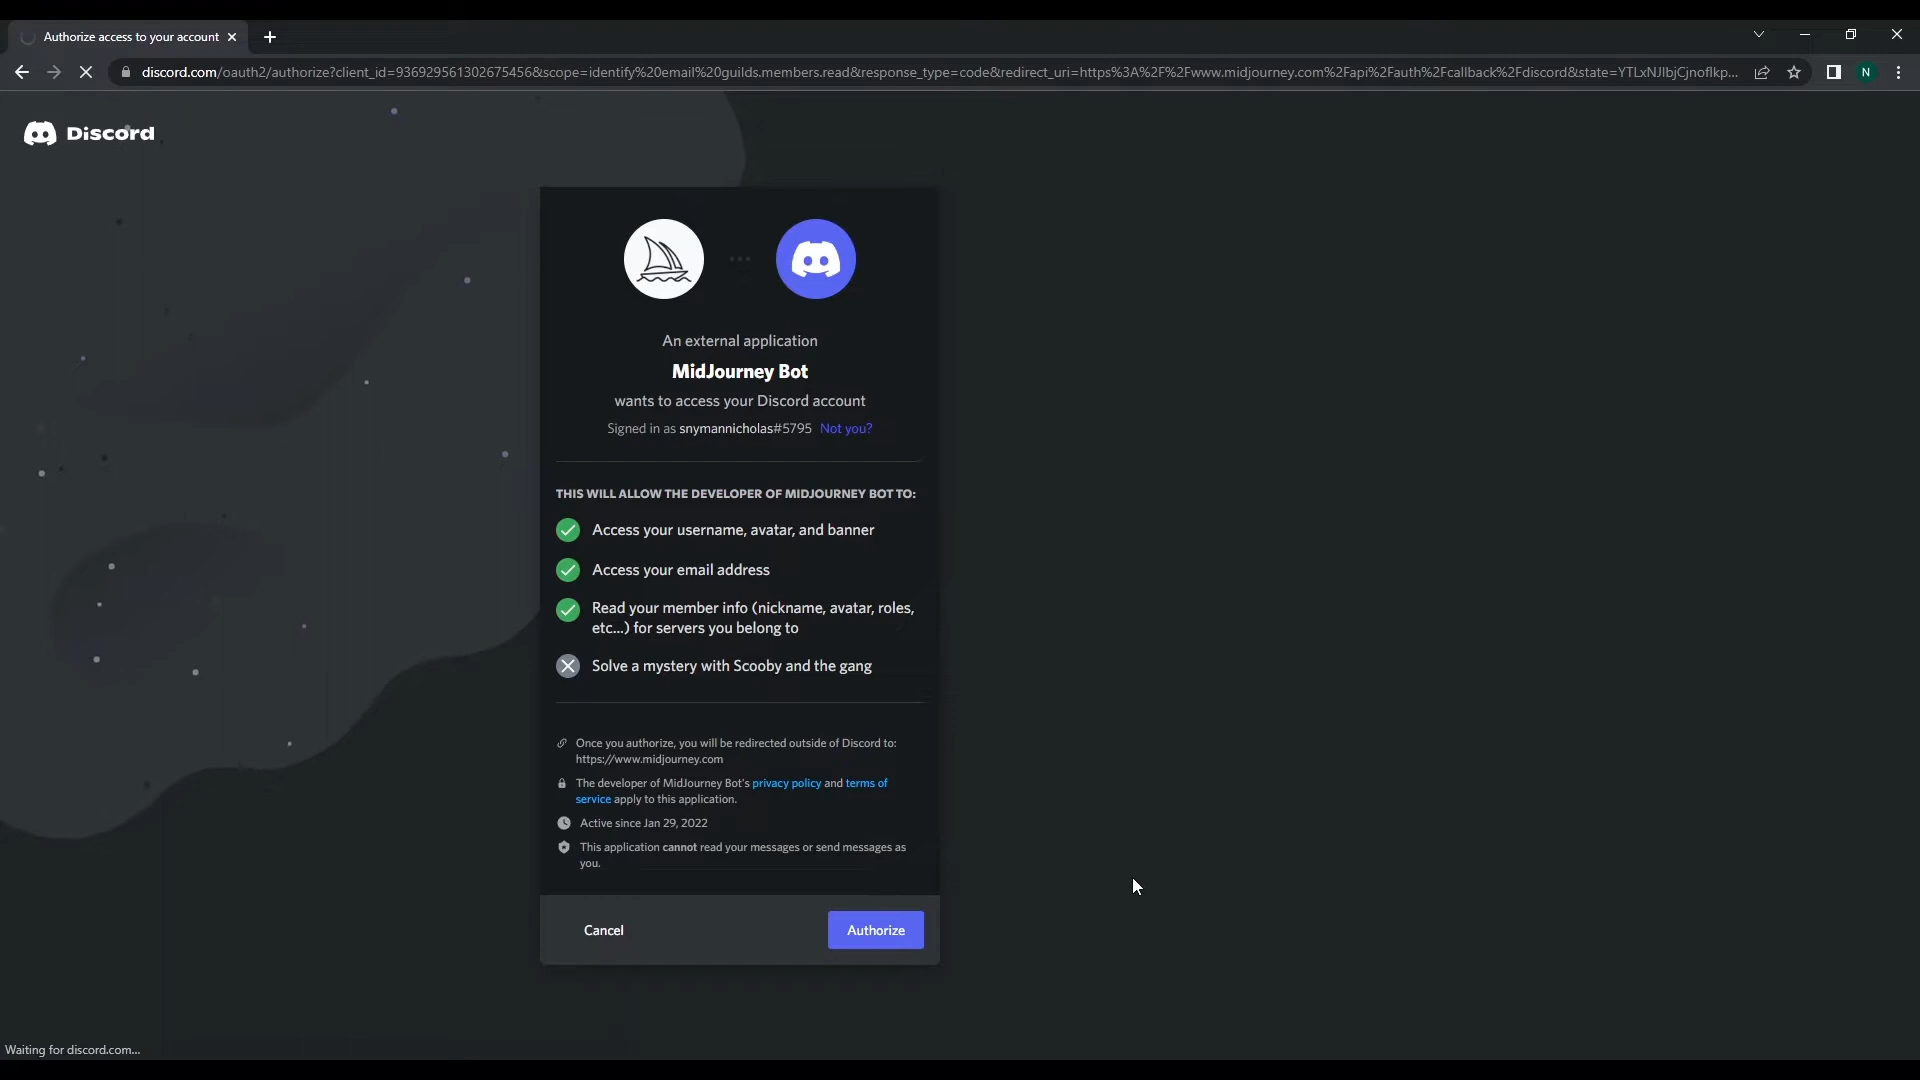 Authorize access to your account
discord.com/oauth2/authorize?client_id=936929561302675456&scope=identify%20email%20guilds.members.read&response_type=code&redirect_uri=https%3A%2F%2Fwww.midjourney.com%2Fapi%2Fauth%2Fcallback%2Fdiscord&state=YTLxNJlbjCjnoflkp...
N
Discord
An external application
MidJourney Bot
wants to access your Discord account
Signed in as snymannicholas#5795 Not you?
THIS WILL ALLOW THE DEVELOPER OF MIDJOURNEY BOT TO:
Access your username, avatar, and banner
Access your email address
Read your member info (nickname, avatar, roles,
etc...) for servers you belong to
Solve a mystery with Scooby and the gang
Once you authorize, you will be redirected outside of Discord to:
https://www.midjourney.com
The developer of MidJourney Bot's privacy policy and terms of
service apply to this application.
Active since Jan 29, 2022
This application cannot read your messages or send messages as
you.
Cancel
Authorize
Waiting for discord.com...